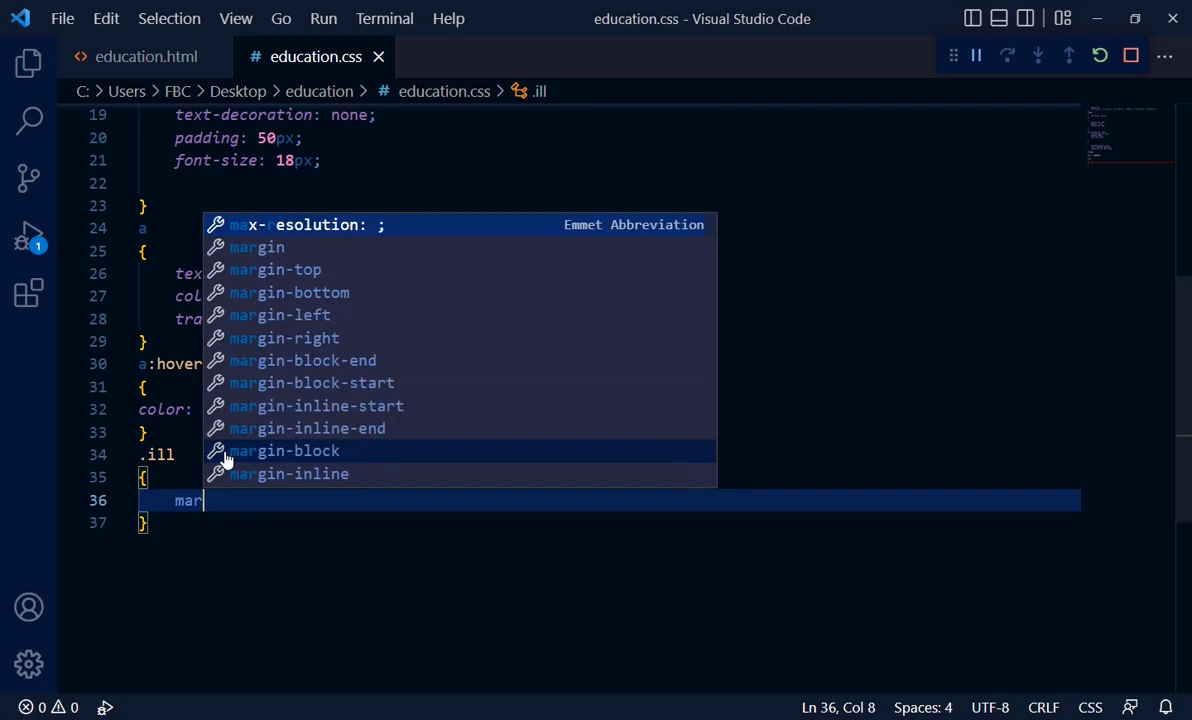 File Edit Selection View Go Run Terminal Help education.css - Visual Studio Code
<> education.html # education.css
C: > Users > FBC > Desktop > education > # education.css > .ill
19 text-decoration: none;
20 padding: 50px;
21 font-size: 18px;
22
23 }
24 a
25 {
26 tex
27 col
28 tra
29 }
30 a:hover
31 {
32 color:
33 }
34 .ill
35 {
36 mar
37 }
max-resolution: ; Emmet Abbreviation
margin
margin-top
margin-bottom
margin-left
margin-right
margin-block-end
margin-block-start
margin-inline-start
margin-inline-end
margin-block
margin-inline
1
0 0 Ln 36, Col 8 Spaces: 4 UTF-8 CRLF CSS